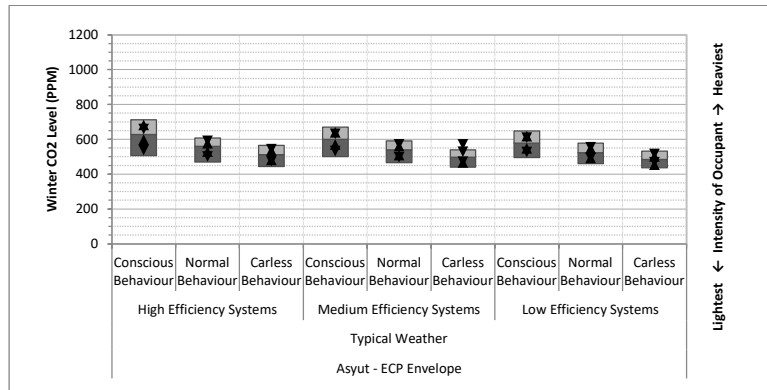 1200
1000
800
600
400
200
0
Winter CO2 Level (PPM)
Conscious Behaviour
Normal Behaviour
Carless Behaviour
Conscious Behaviour
Normal Behaviour
Carless Behaviour
Conscious Behaviour
Normal Behaviour
Carless Behaviour
High Efficiency Systems
Medium Efficiency Systems
Low Efficiency Systems
Typical Weather
Asyut - ECP Envelope
Lightest ← Intensity of Occupant → Heaviest